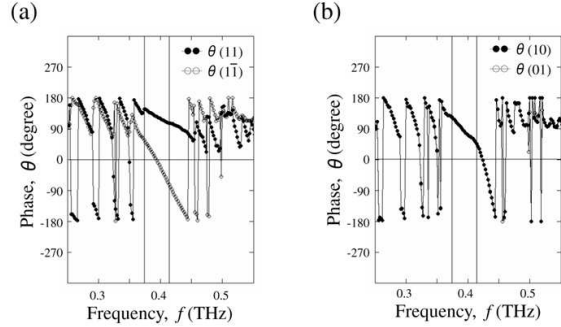 (a)
θ (11)
θ (11̅)
270
180
90
0
-90
-180
-270
Phase, θ (degree)
0.3
0.4
0.5
Frequency, f (THz)
(b)
θ (10)
θ (01)
270
180
90
0
-90
-180
-270
Phase, θ (degree)
0.3
0.4
0.5
Frequency, f (THz)